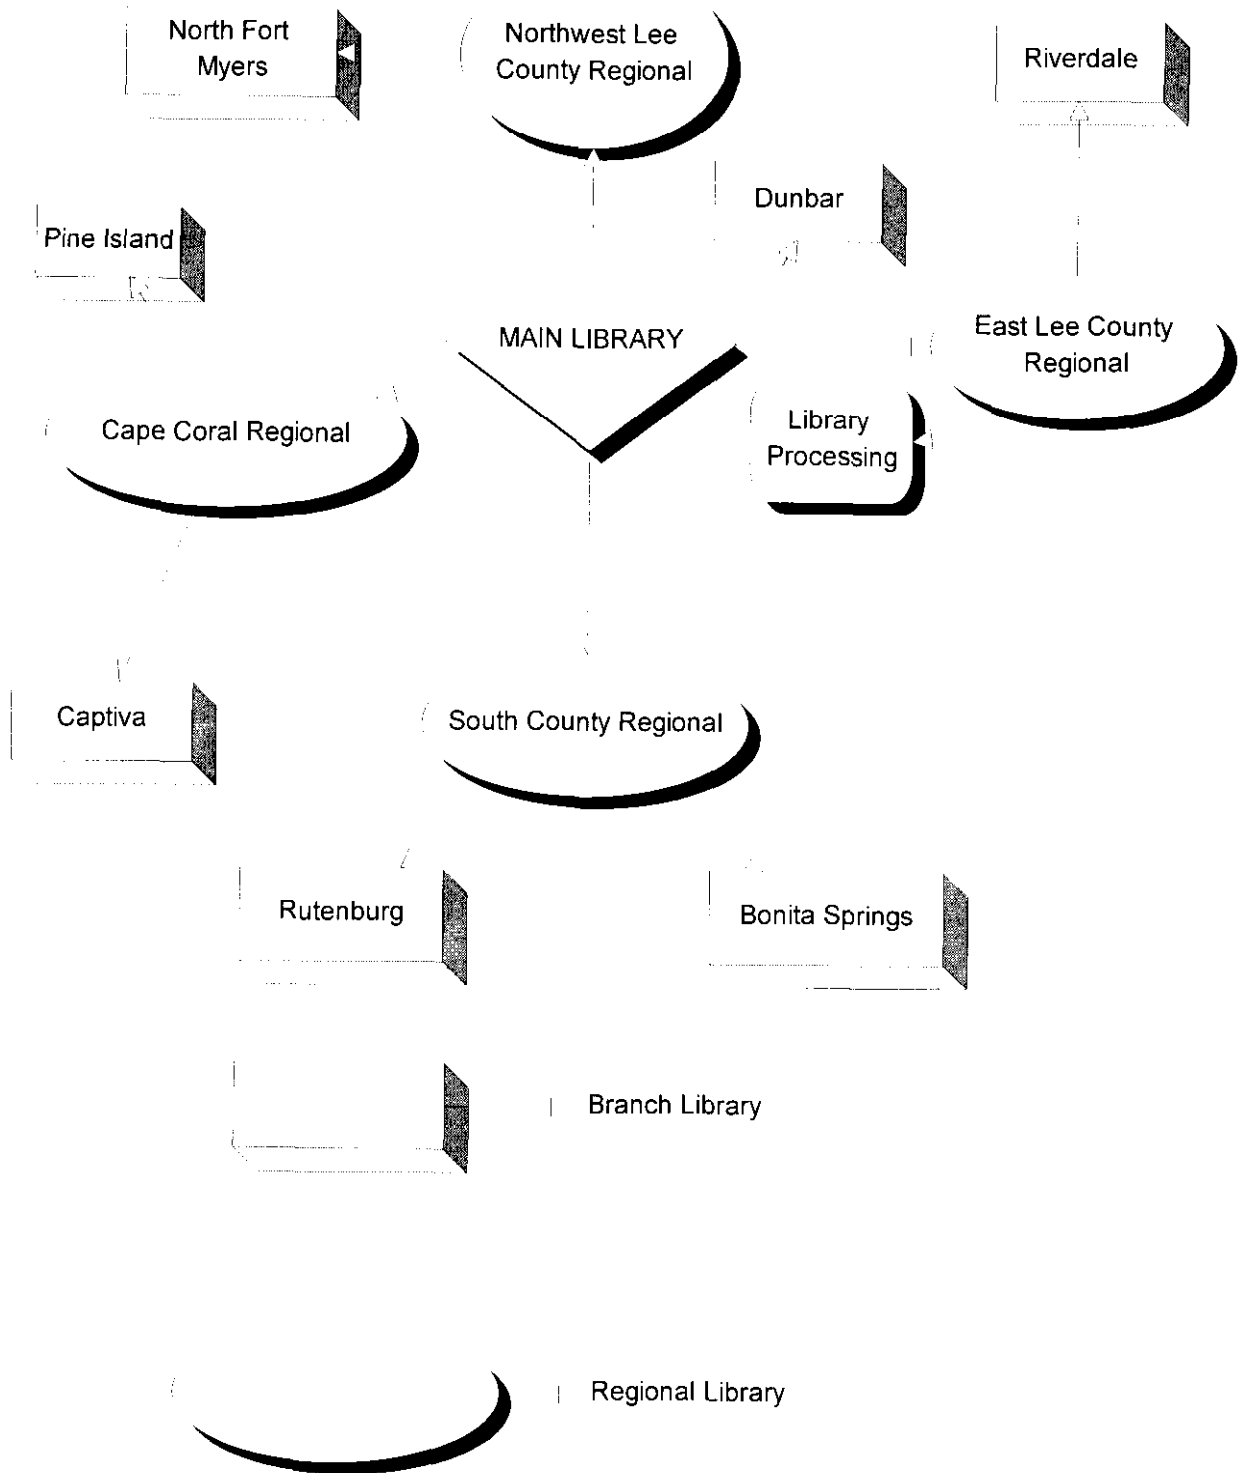 North Fort
Myers
Northwest Lee
County Regional
Riverdale
Dunbar
Pine Island
MAIN LIBRARY
East Lee County
Regional
Cape Coral Regional
Library
Processing
Captiva
South County Regional
Rutenburg
Bonita Springs
Branch Library
Regional Library